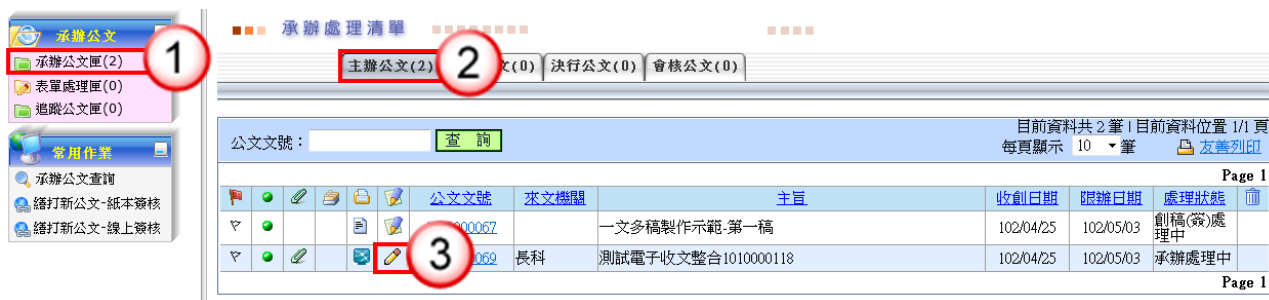 承辦公文
承辦公文匣(2)
表單處理匣(0)
追蹤公文匣(0)
常用作業
承辦公文查詢
繕打新公文-紙本簽核
繕打新公文-線上簽核
1
承辦處理清單
主辦公文(2)
2
文(0)
決行公文(0)
會核公文(0)
公文文號：
查 詢
目前資料共 2 筆 | 目前資料位置 1/1 頁
每頁顯示 10 筆 友善列印
Page 1
公文文號 來文機關 主旨 收創日期 限辦日期 處理狀態
00067 一文多稿製作示範-第一稿 102/04/25 102/05/03 創稿(簽)處理中
3
069 長科 測試電子收文整合1010000118 102/04/25 102/05/03 承辦處理中
Page 1